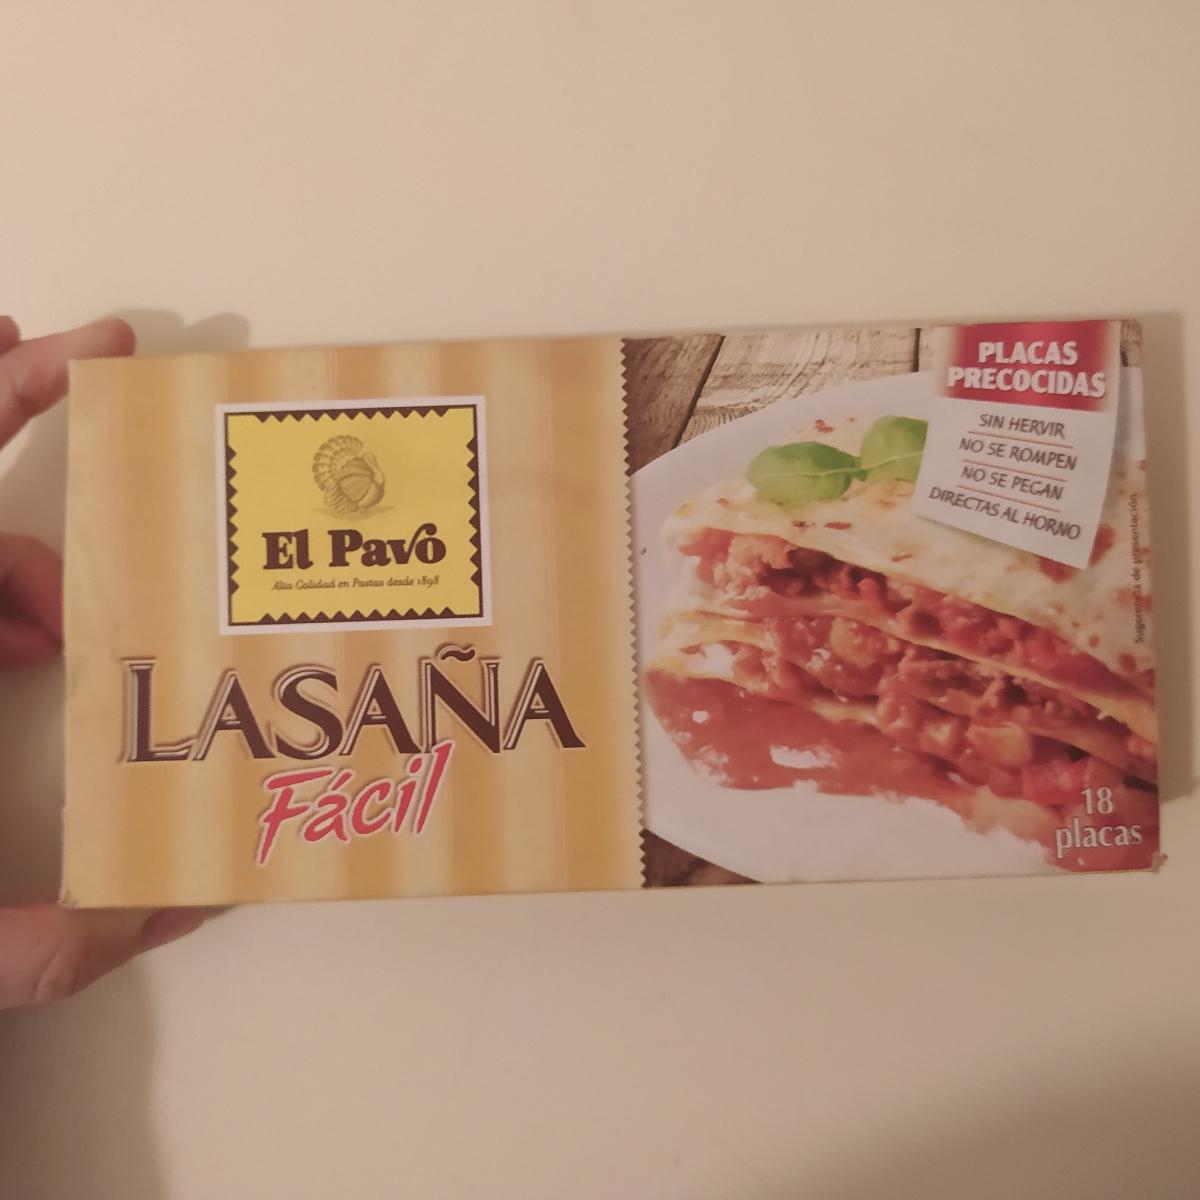 El Pavo
Alta Calidad en Pastas desde 1898
LASAÑA
Fácil
PLACAS
PRECOCIDAS
SIN HERVIR
NO SE ROMPEN
NO SE PEGAN
DIRECTAS AL HORNO
Sugerencia de presentación.
18
placas